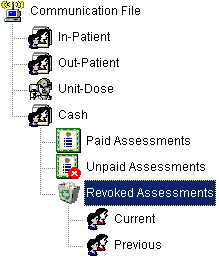 Communication File
In-Patient
Out-Patient
Unit-Dose
Cash
Paid Assessments
Unpaid Assessments
Revoked Assessments
Current
Previous